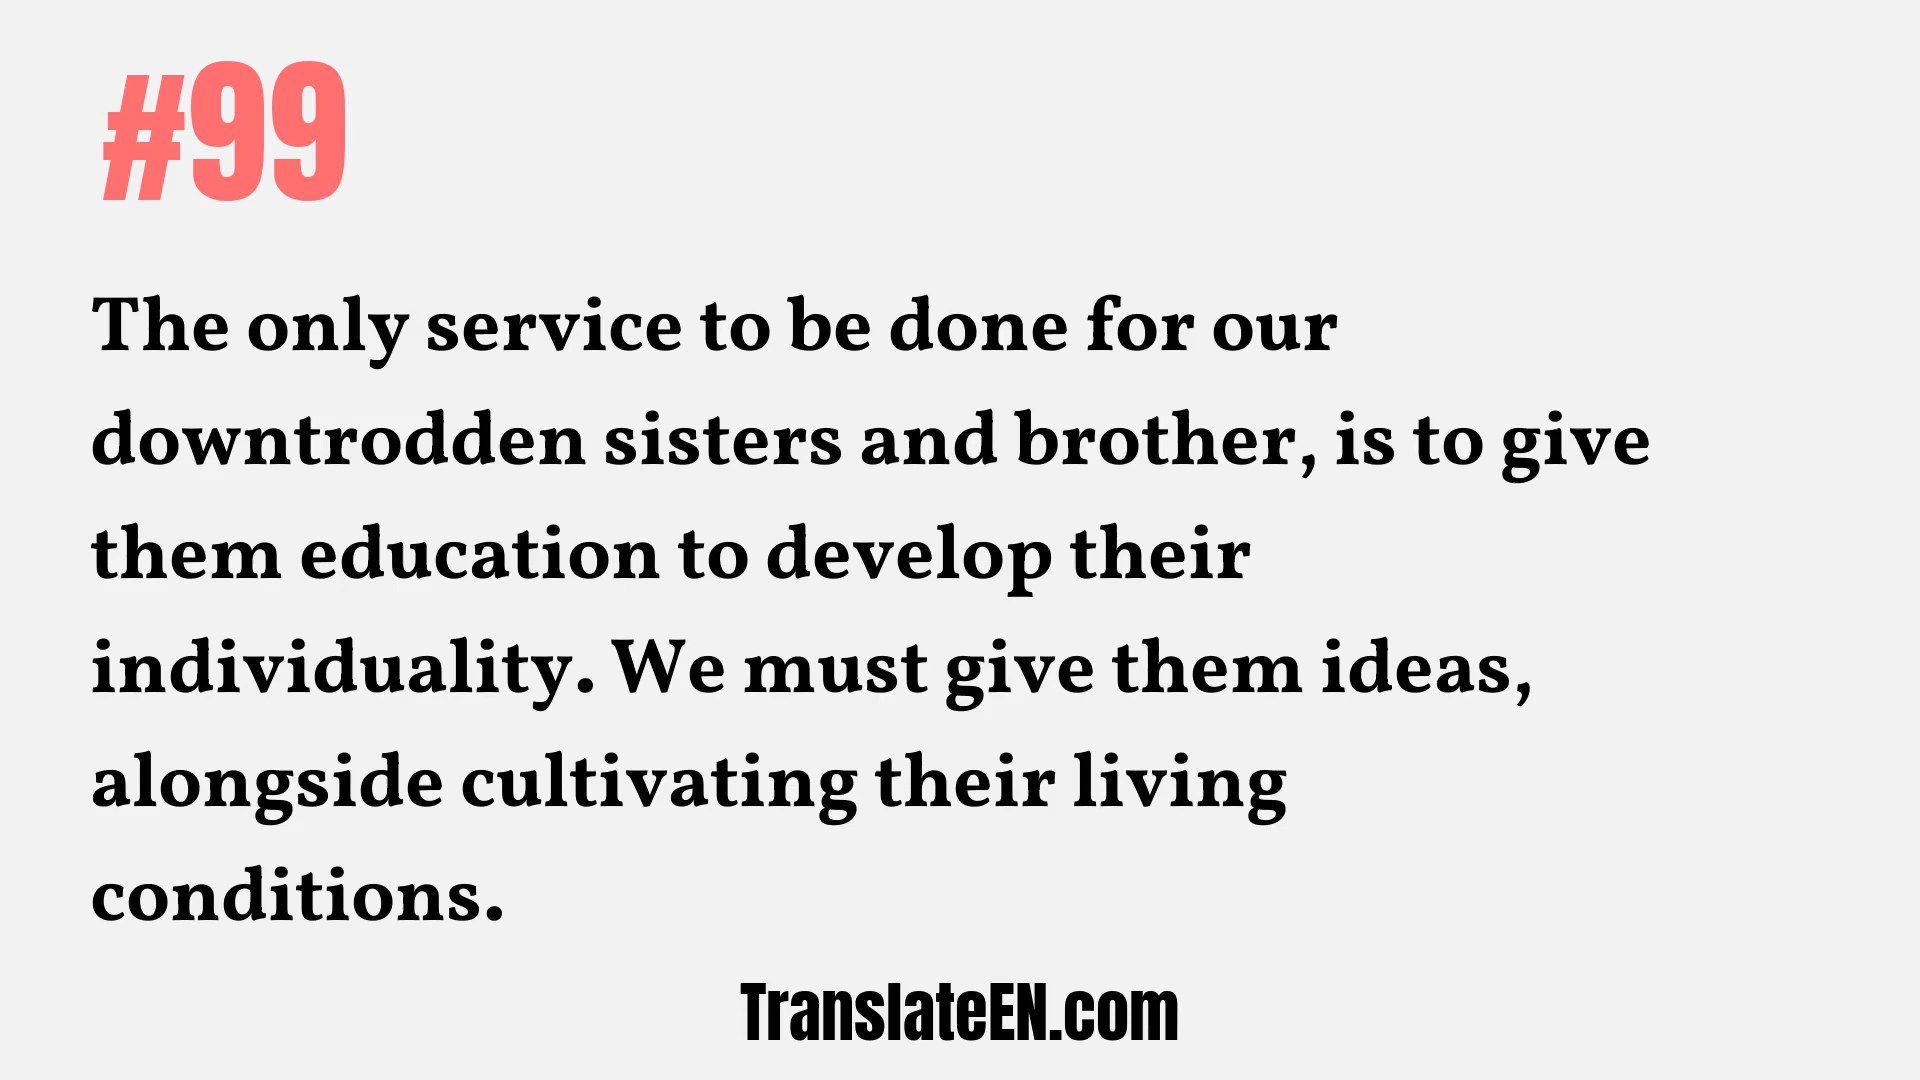 #99
The only service to be done for our
downtrodden sisters and brother, is to give
them education to develop their
individuality. We must give them ideas,
alongside cultivating their living
conditions.
TranslateEN.com